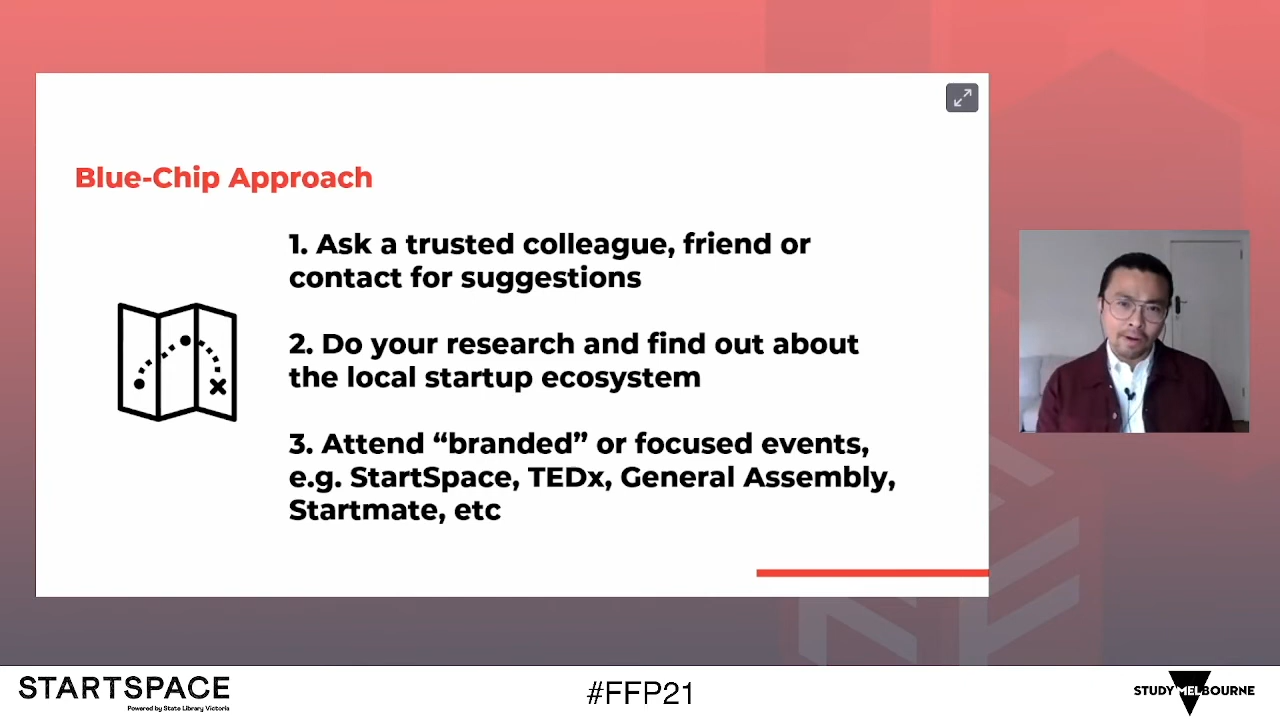 Blue-Chip Approach
1. Ask a trusted colleague, friend or
contact for suggestions
2. Do your research and find out about
the local startup ecosystem
3. Attend “branded” or focused events,
e.g. StartSpace, TEDx, General Assembly,
Startmate, etc
STARTSPACE
Powered by State Library Victoria
#FFP21
STUDY MELBOURNE